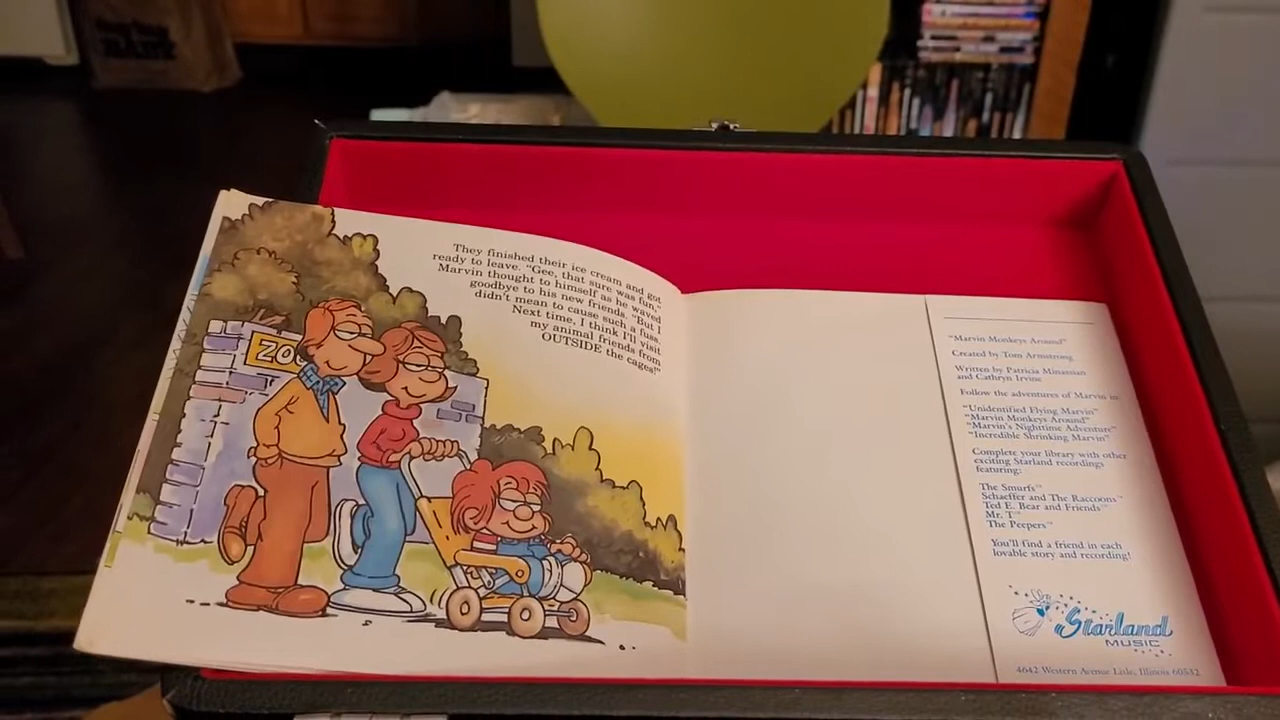 They finished their ice cream and got
ready to leave. "Gee, that sure was fun,"
Marvin thought to himself as he waved
goodbye to his new friends. "But I
didn't mean to cause such a fuss.
Next time, I think I'll visit
my animal friends from
OUTSIDE the cages!"
ZOO
"Marvin Monkeys Around"
Created by Tom Armstrong
Written by Patricia Minassian
and Cathryn Irvine
Follow the adventures of Marvin in:
"Unidentified Flying Marvin"
"Marvin Monkeys Around"
"Marvin's Nighttime Adventure"
"Incredible Shrinking Marvin"
Complete your library with other
exciting Starland recordings
featuring:
The Smurfs™
Schaeffer and The Raccoons™
Ted E. Bear and Friends™
Mr. T™
The Peepers™
You'll find a friend in each
lovable story and recording!
Starland
MUSIC
4642 Western Avenue Lisle, Illinois 60532